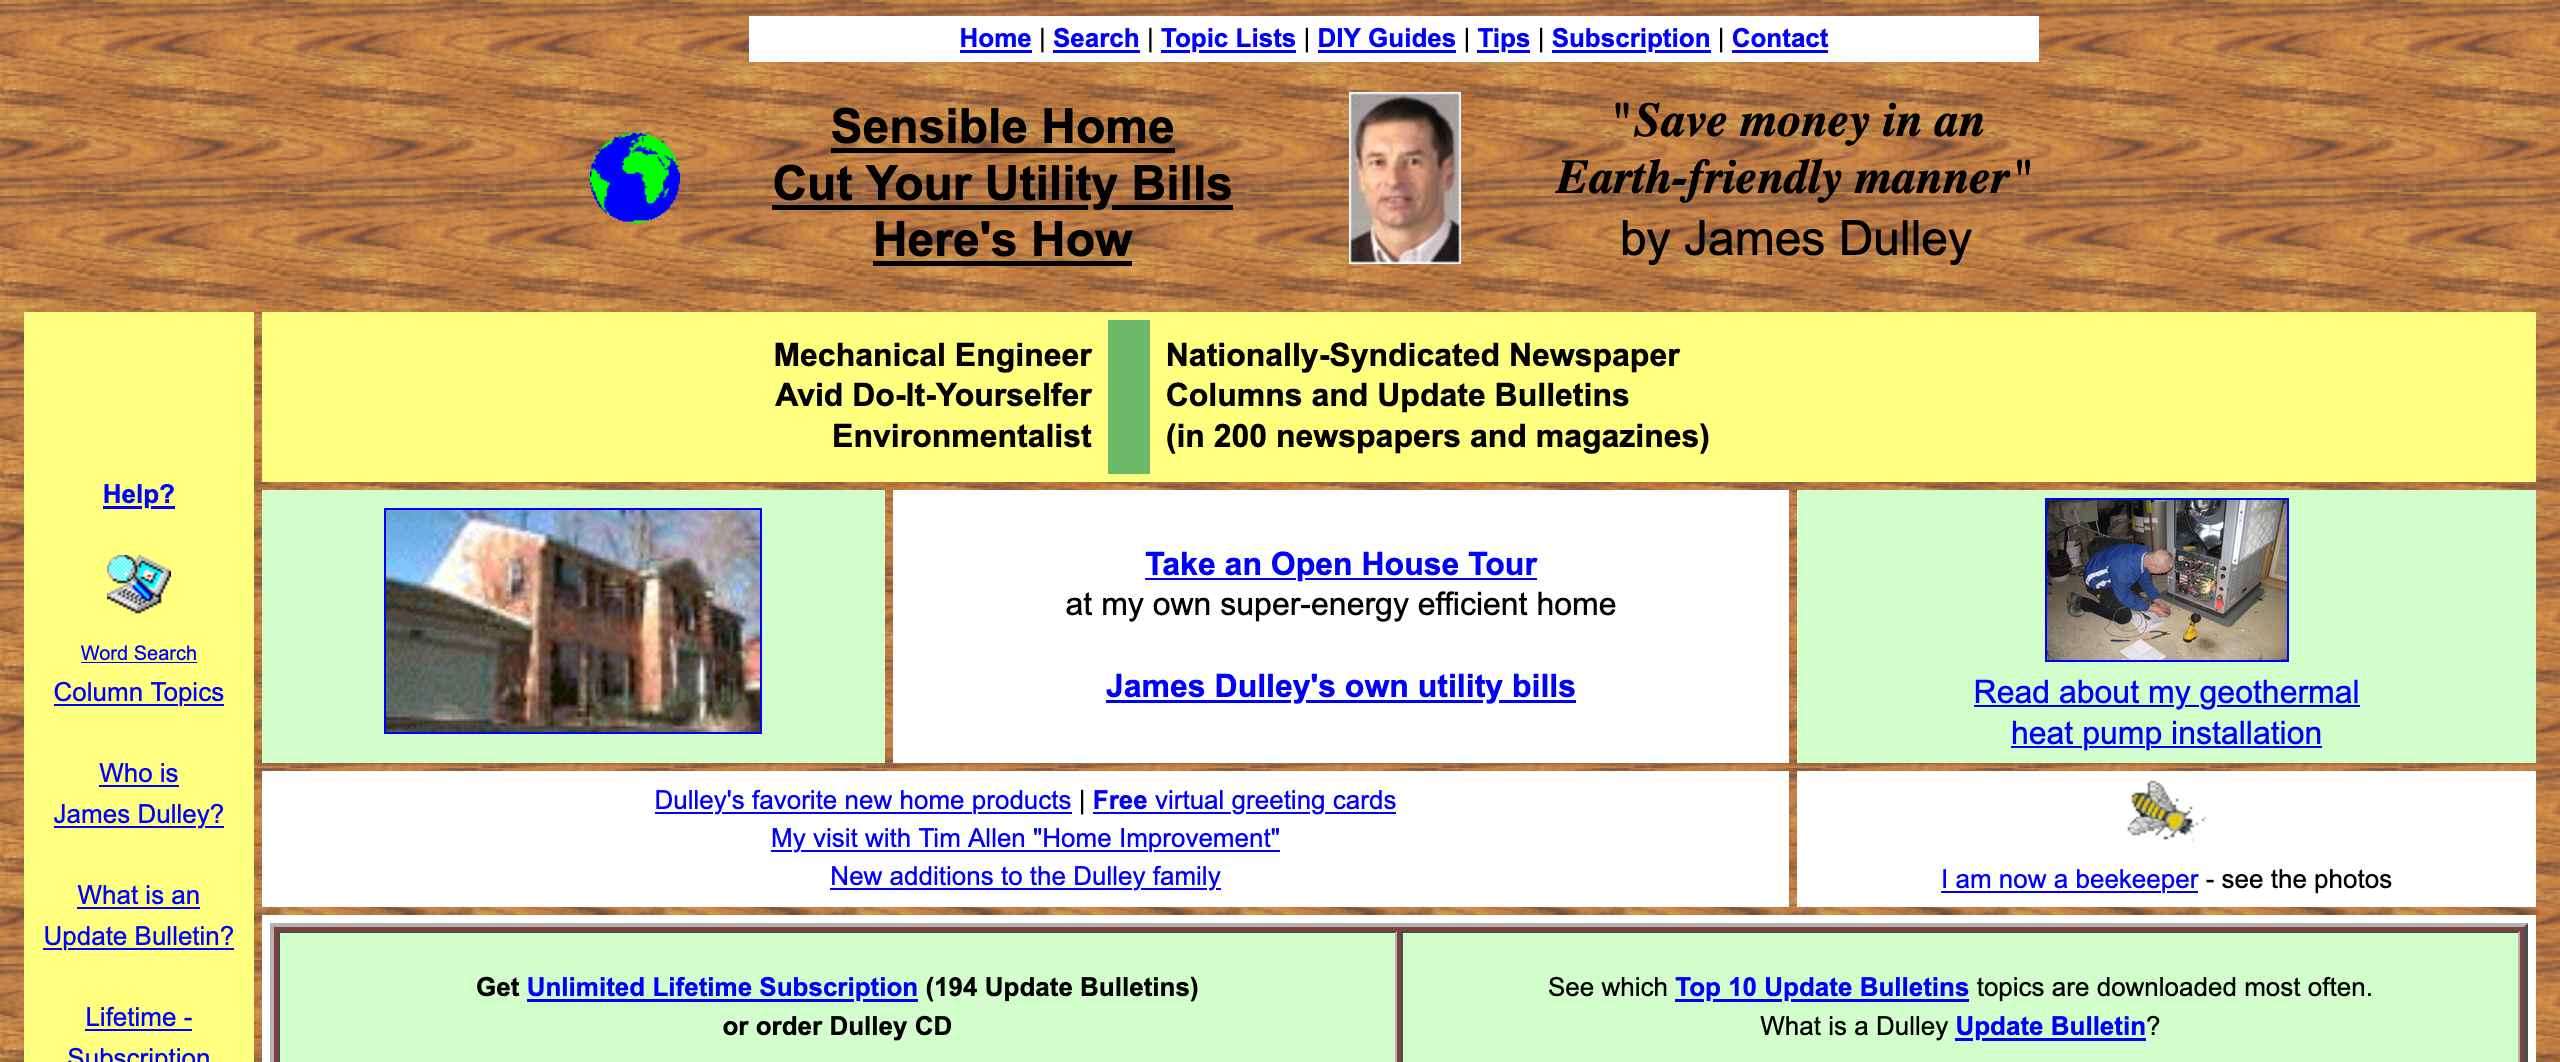 Home | Search | Topic Lists | DIY Guides | Tips | Subscription | Contact
Sensible Home
Cut Your Utility Bills
Here's How
"Save money in an
Earth-friendly manner"
by James Dulley
Mechanical Engineer
Avid Do-It-Yourselfer
Environmentalist
Nationally-Syndicated Newspaper
Columns and Update Bulletins
(in 200 newspapers and magazines)
Help?
Word Search
Column Topics
Who is
James Dulley?
What is an
Update Bulletin?
Lifetime -
Subscription
Take an Open House Tour
at my own super-energy efficient home
James Dulley's own utility bills
Read about my geothermal
heat pump installation
Dulley's favorite new home products | Free virtual greeting cards
My visit with Tim Allen "Home Improvement"
New additions to the Dulley family
I am now a beekeeper - see the photos
Get Unlimited Lifetime Subscription (194 Update Bulletins)
or order Dulley CD
See which Top 10 Update Bulletins topics are downloaded most often.
What is a Dulley Update Bulletin?